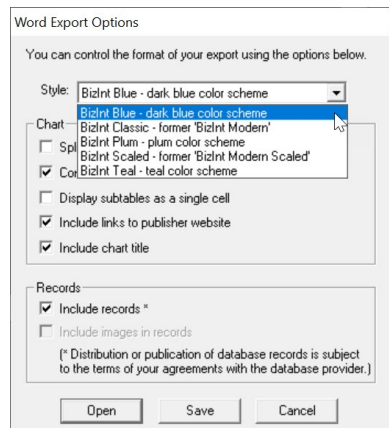 Word Export Options
You can control the format of your export using the options below.
Style: BizInt Blue - dark blue color scheme
BizInt Blue - dark blue color scheme
Chart
BizInt Classic - former 'BizInt Modern'
BizInt Plum - plum color scheme
BizInt Scaled - former 'BizInt Modern Scaled'
BizInt Teal - teal color scheme
Display subtables as a single cell
Include links to publisher website
Include chart title
Records
Include records *
Include images in records
(* Distribution or publication of database records is subject
to the terms of your agreements with the database provider.)
Open Save Cancel